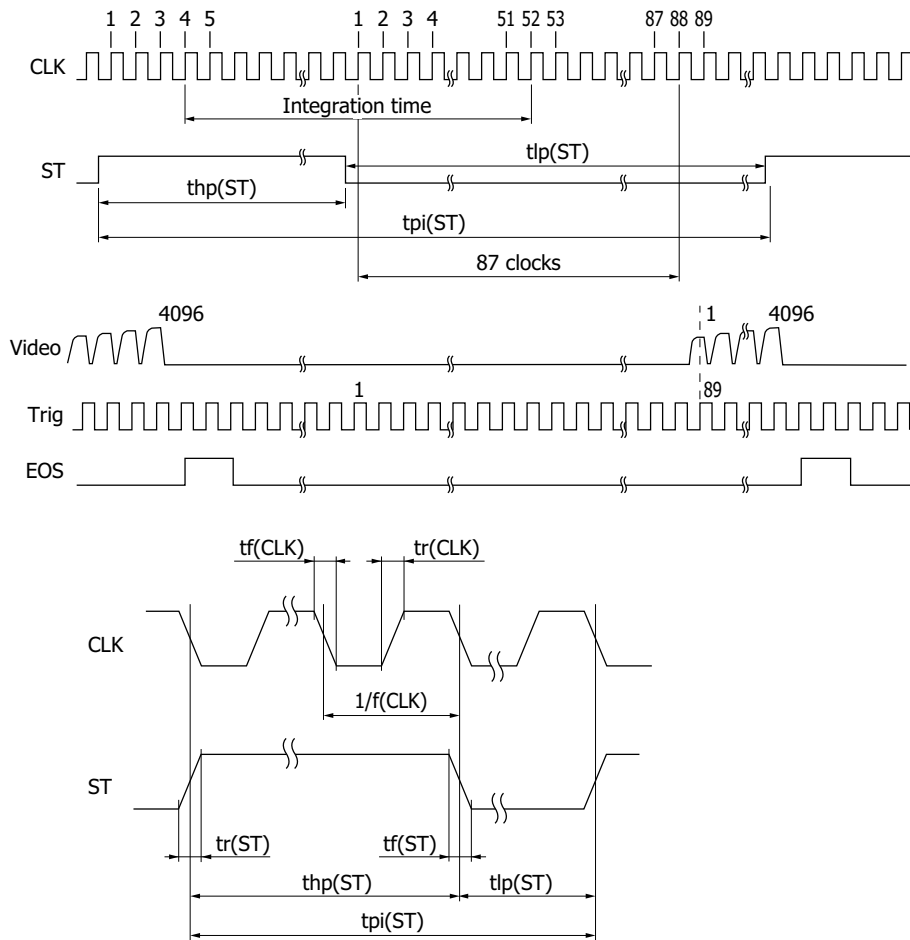 1 2 3 4 5 1 2 3 4 51 52 53 87 88 89
CLK
Integration time
ST
tlp(ST)
thp(ST)
tpi(ST)
87 clocks
4096 1 4096
Video
1 89
Trig
EOS
tf(CLK) tr(CLK)
CLK
1/f(CLK)
ST
tr(ST) tf(ST)
thp(ST) tlp(ST)
tpi(ST)